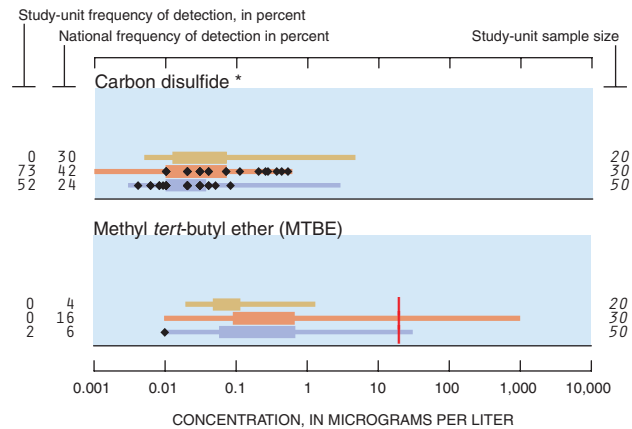 Study-unit frequency of detection, in percent
National frequency of detection in percent
Study-unit sample size
Carbon disulfide *
0 30 20
73 42 30
52 24 50
Methyl tert-butyl ether (MTBE)
0 4 20
0 16 30
2 6 50
0.001 0.01 0.1 1 10 100 1,000 10,000
CONCENTRATION, IN MICROGRAMS PER LITER